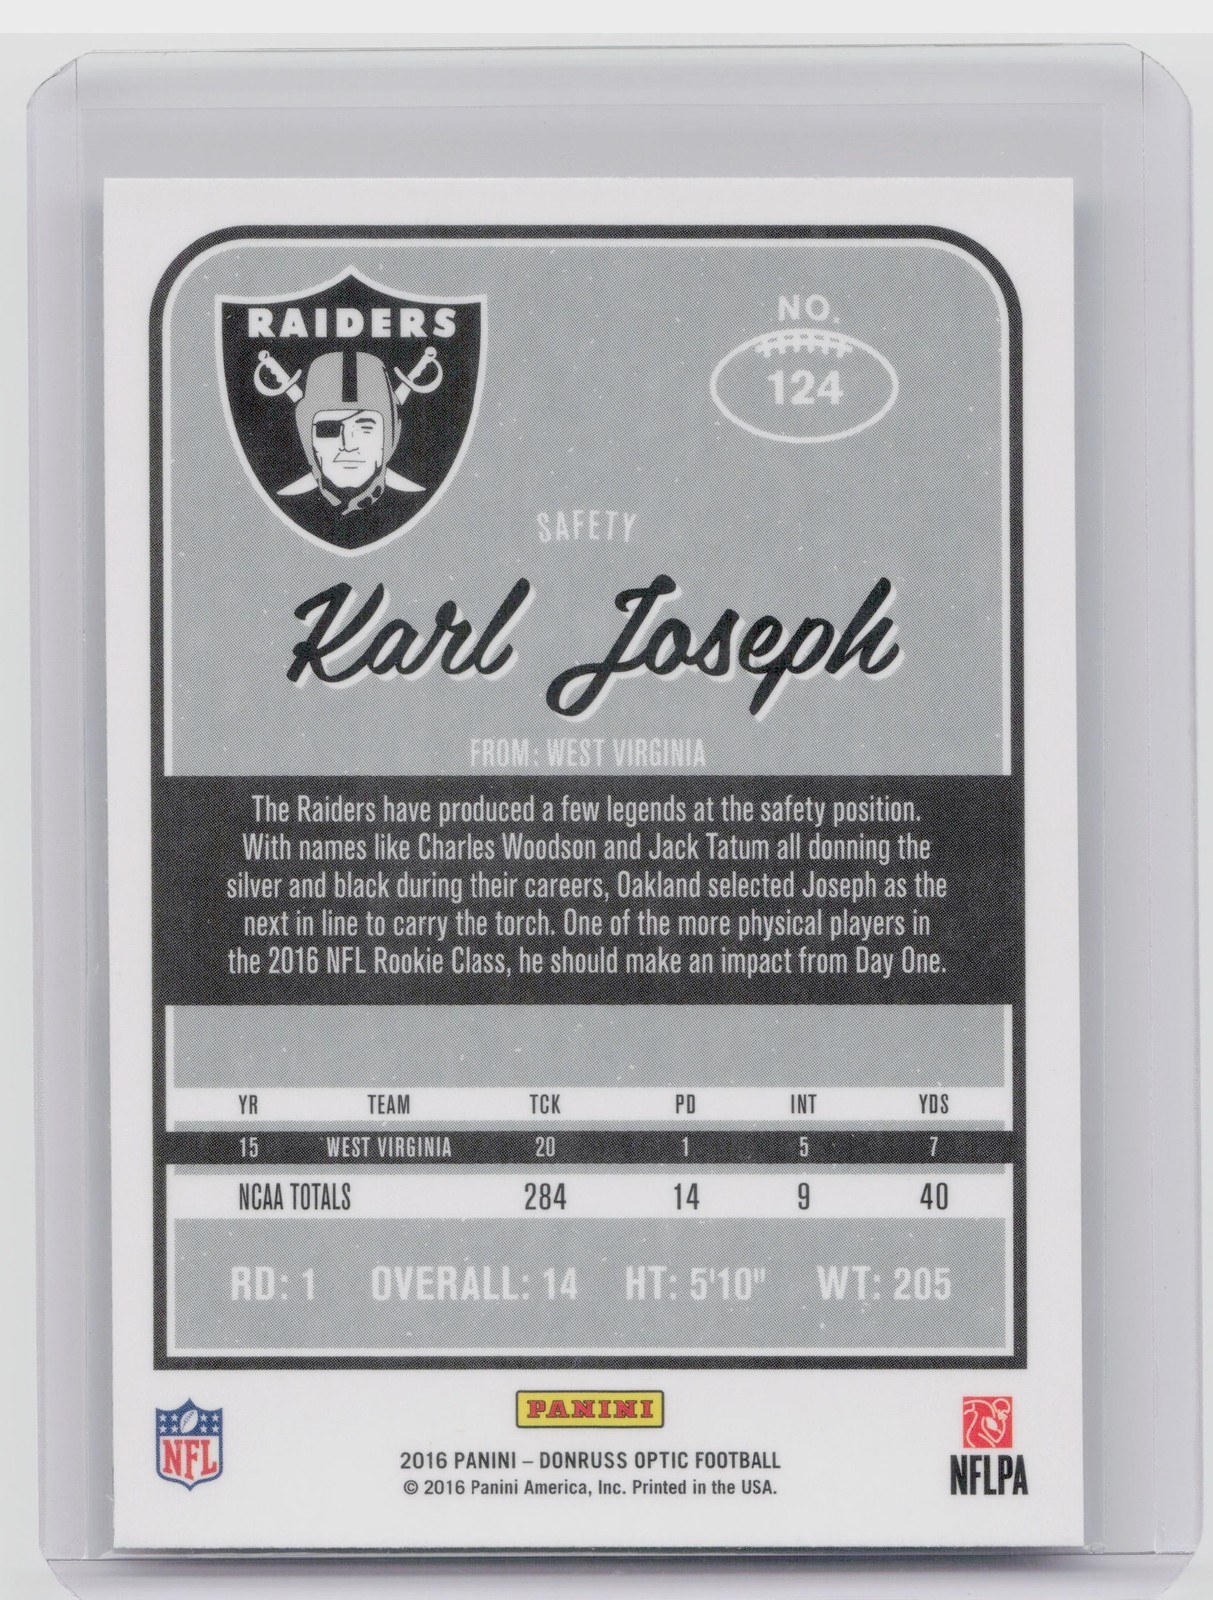 RAIDERS
NO.
124
SAFETY
Karl Joseph
FROM: WEST VIRGINIA
The Raiders have produced a few legends at the safety position.
With names like Charles Woodson and Jack Tatum all donning the
silver and black during their careers, Oakland selected Joseph as the
next in line to carry the torch. One of the more physical players in
the 2016 NFL Rookie Class, he should make an impact from Day One.
YR TEAM TCK PD INT YDS
15 WEST VIRGINIA 20 1 5 7
NCAA TOTALS 284 14 9 40
RD: 1 OVERALL: 14 HT: 5'10" WT: 205
NFL
PANINI
2016 PANINI – DONRUSS OPTIC FOOTBALL
© 2016 Panini America, Inc. Printed in the USA.
NFLPA